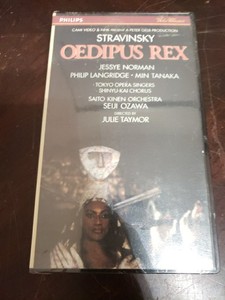 PHILIPS
CAMI VIDEO & NHK PRESENT A PETER GELB PRODUCTION
STRAVINSKY
OEDIPUS REX
JESSYE NORMAN
PHILIP LANGRIDGE • MIN TANAKA
TOKYO OPERA SINGERS
SHINYU-KAI CHORUS
SAITO KINEN ORCHESTRA
SEIJI OZAWA
DIRECTED BY
JULIE TAYMOR